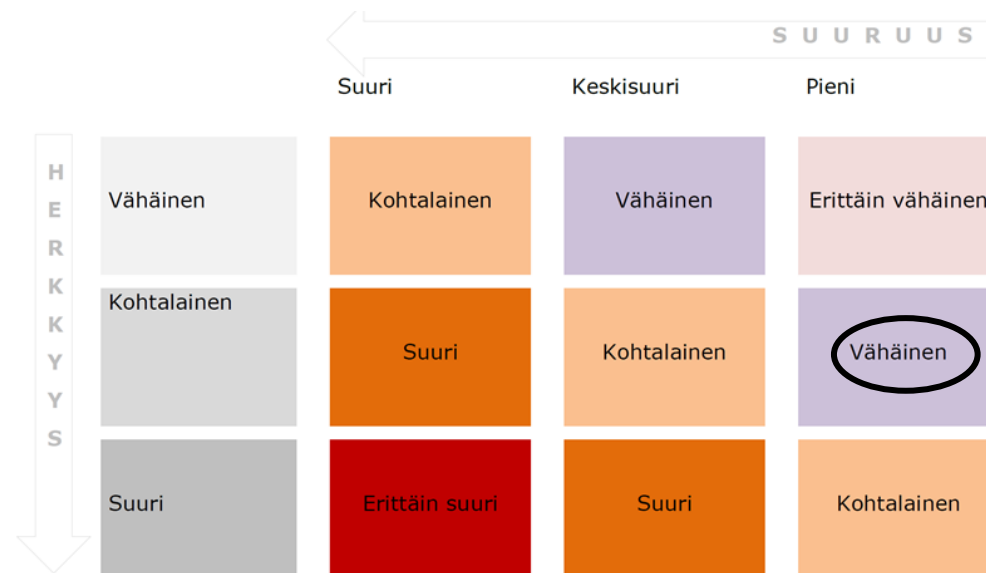 SUURUUS
Suuri Keskisuuri Pieni
HERKKYYS
Vähäinen Kohtalainen Vähäinen Erittäin vähäinen
Kohtalainen Suuri Kohtalainen Vähäinen
Suuri Erittäin suuri Suuri Kohtalainen